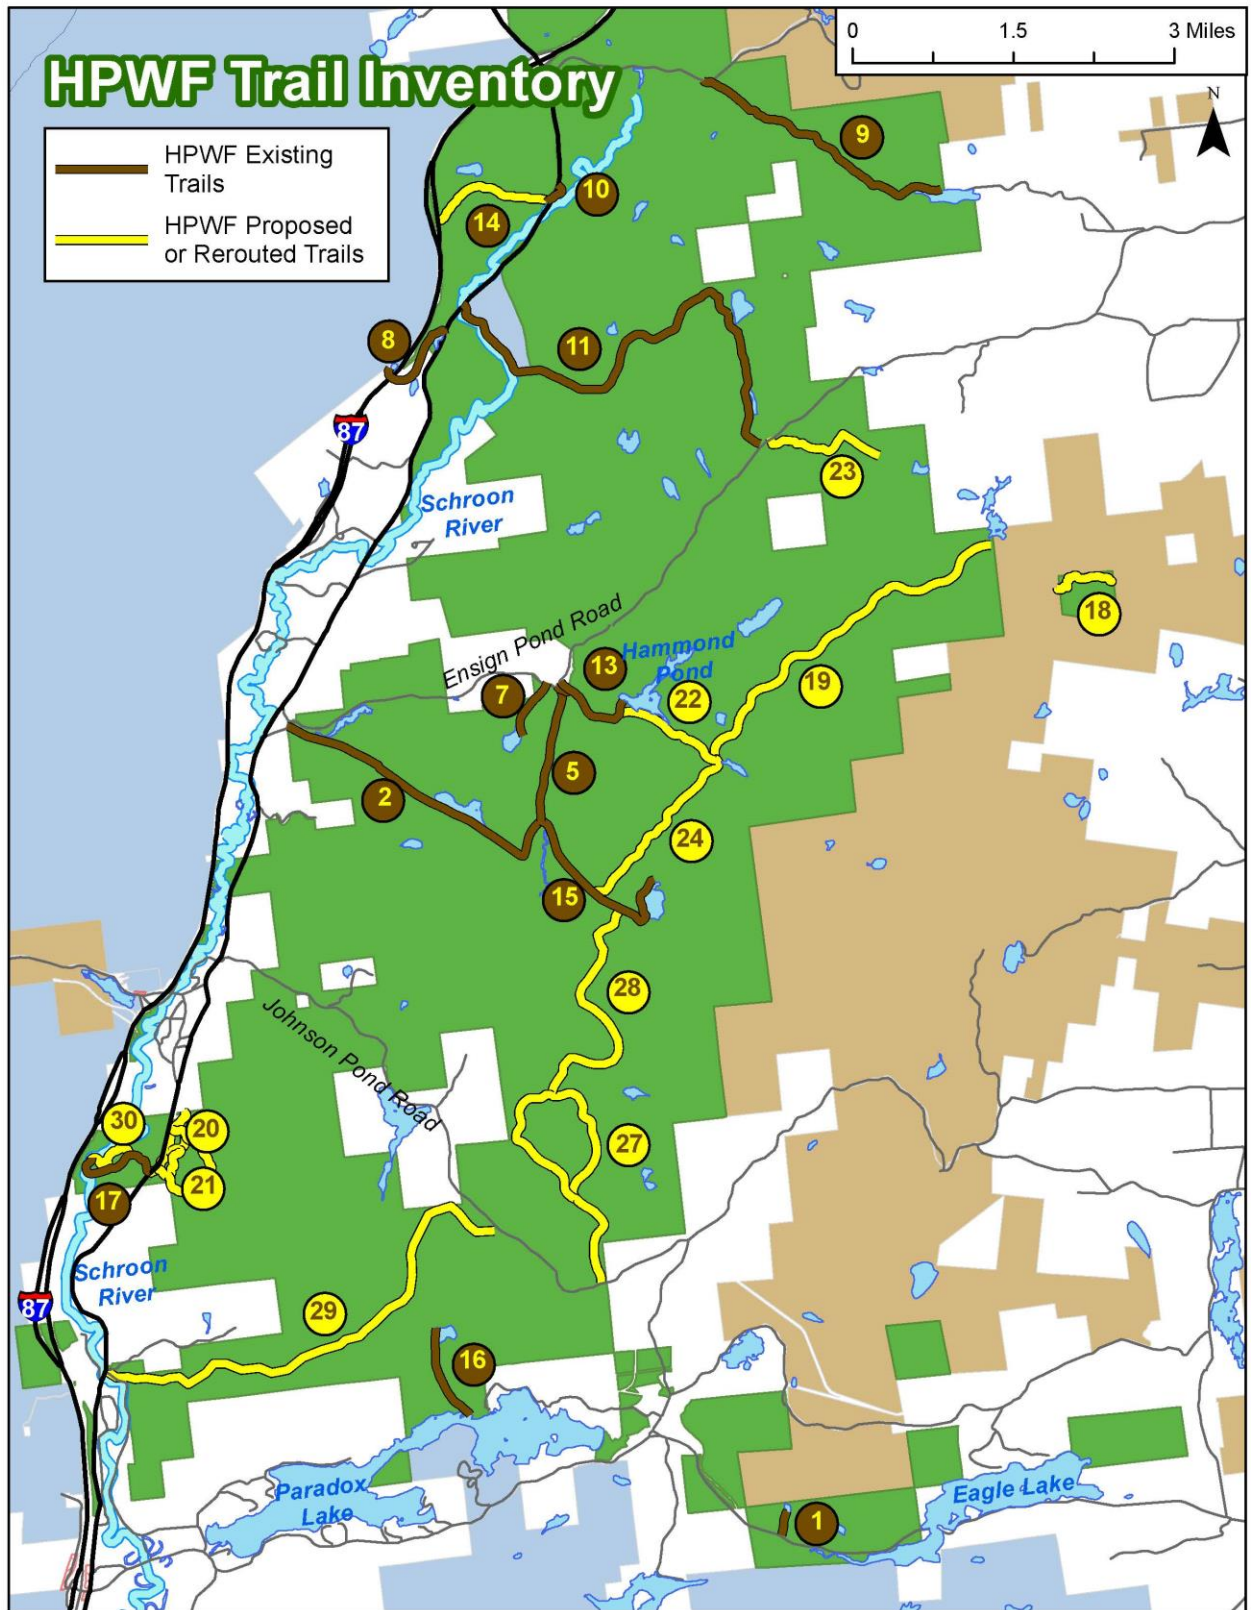 0 1.5 3 Miles
HPWF Trail Inventory
N
HPWF Existing
Trails
HPWF Proposed
or Rerouted Trails
9
10
14
8
11
87
23
Schroon
River
18
Ensign Pond Road
13
Hammond
Pond
7
22
19
5
2
24
15
28
Johnson Pond Road
30
20
27
21
17
Schroon
River
87
29
16
Paradox
Lake
Eagle Lake
1